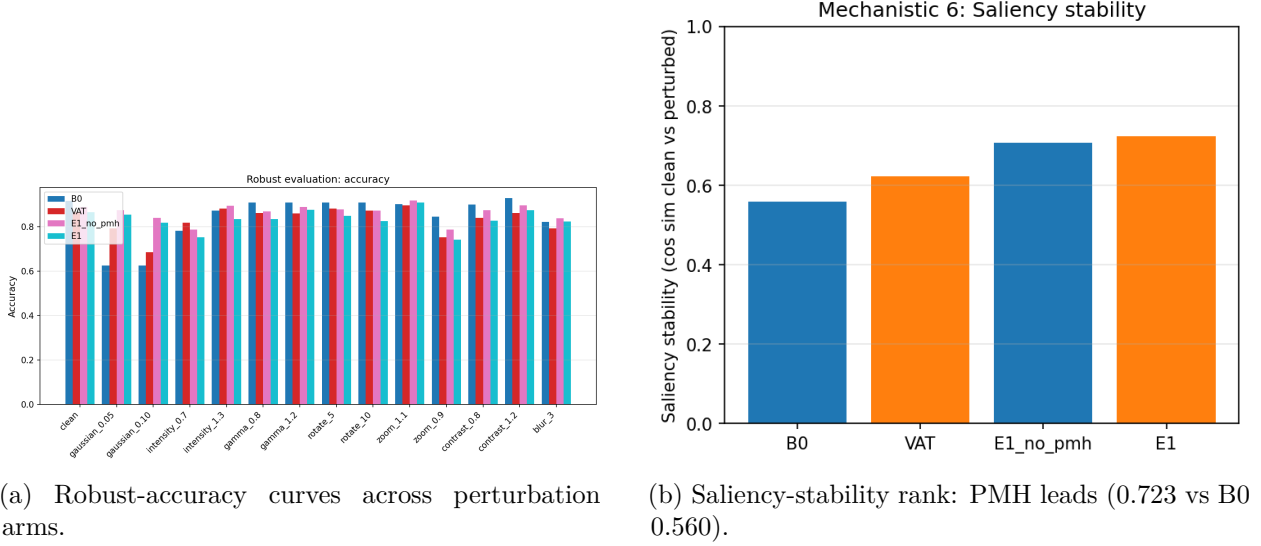 Robust evaluation: accuracy
Accuracy
0.8
0.6
0.4
0.2
0.0
B0
VAT
E1_no_pmh
E1
clean
gaussian_0.05
gaussian_0.10
intensity_0.7
intensity_1.3
gamma_0.8
gamma_1.2
rotate_5
rotate_10
zoom_1.1
zoom_0.9
contrast_0.8
contrast_1.2
blur_3
(a) Robust-accuracy curves across perturbation
arms.
Mechanistic 6: Saliency stability
Saliency stability (cos sim clean vs perturbed)
1.0
0.8
0.6
0.4
0.2
0.0
B0
VAT
E1_no_pmh
E1
(b) Saliency-stability rank: PMH leads (0.723 vs B0
0.560).